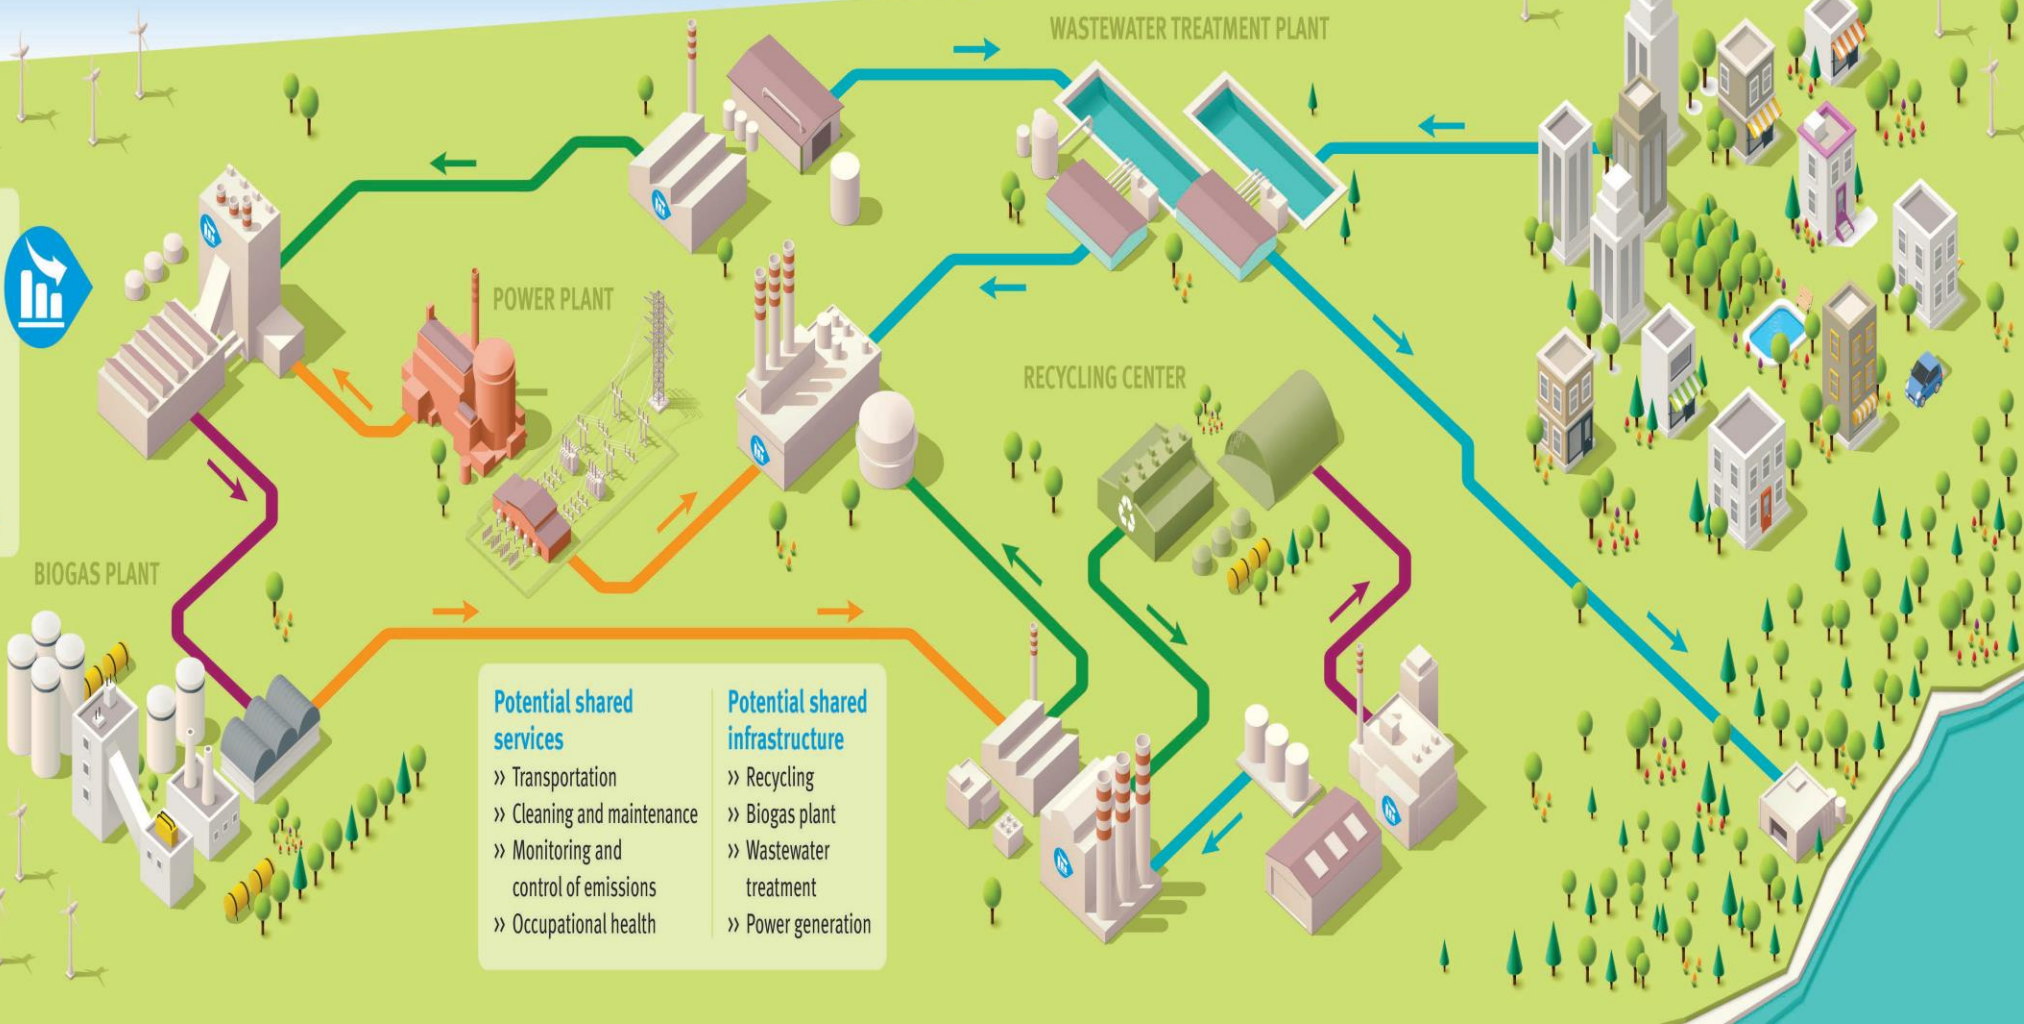 WASTEWATER TREATMENT PLANT
POWER PLANT
RECYCLING CENTER
BIOGAS PLANT
Potential shared
services
» Transportation
» Cleaning and maintenance
» Monitoring and
control of emissions
» Occupational health
Potential shared
infrastructure
» Recycling
» Biogas plant
» Wastewater
treatment
» Power generation